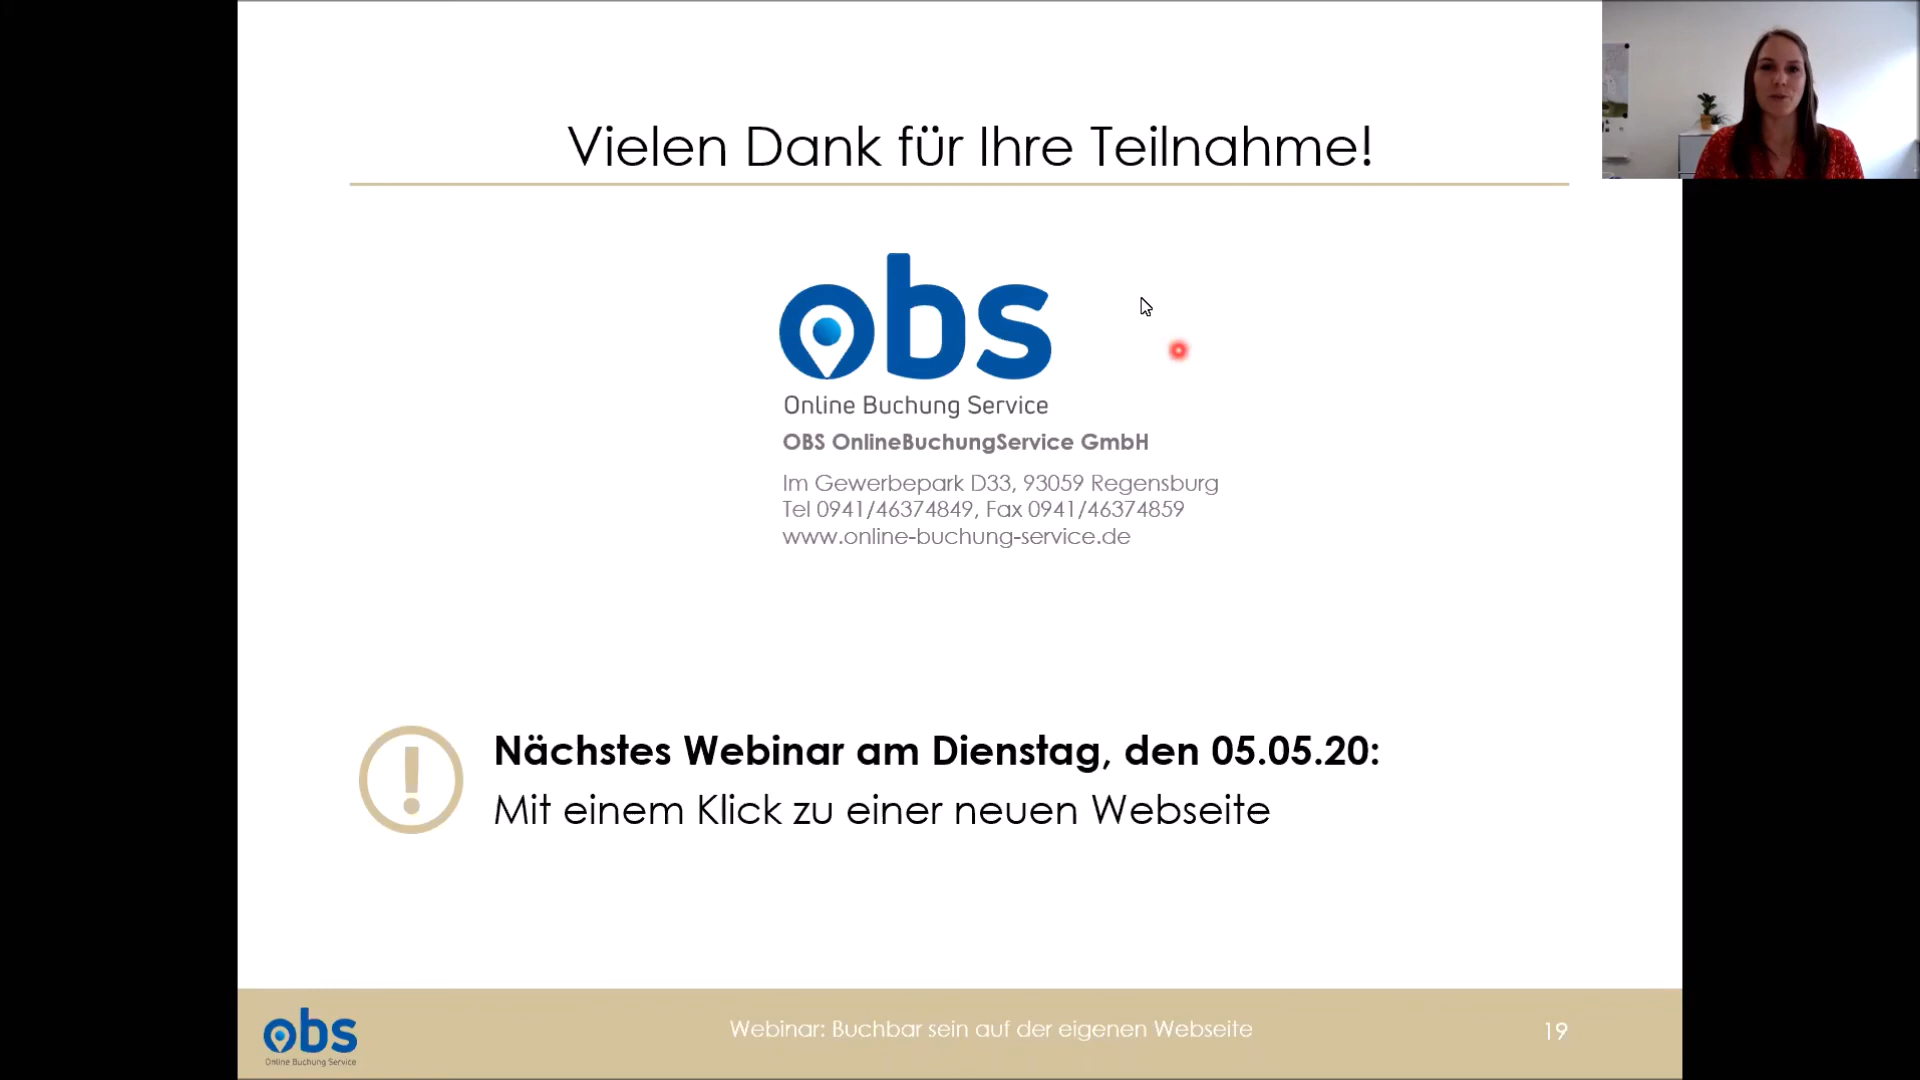 Vielen Dank für Ihre Teilnahme!
obs
Online Buchung Service
OBS OnlineBuchungService GmbH
Im Gewerbepark D33, 93059 Regensburg
Tel 0941/46374849, Fax 0941/46374859
www.online-buchung-service.de
Nächstes Webinar am Dienstag, den 05.05.20:
Mit einem Klick zu einer neuen Webseite
obs
Online Buchung Service
Webinar: Buchbar sein auf der eigenen Webseite
19